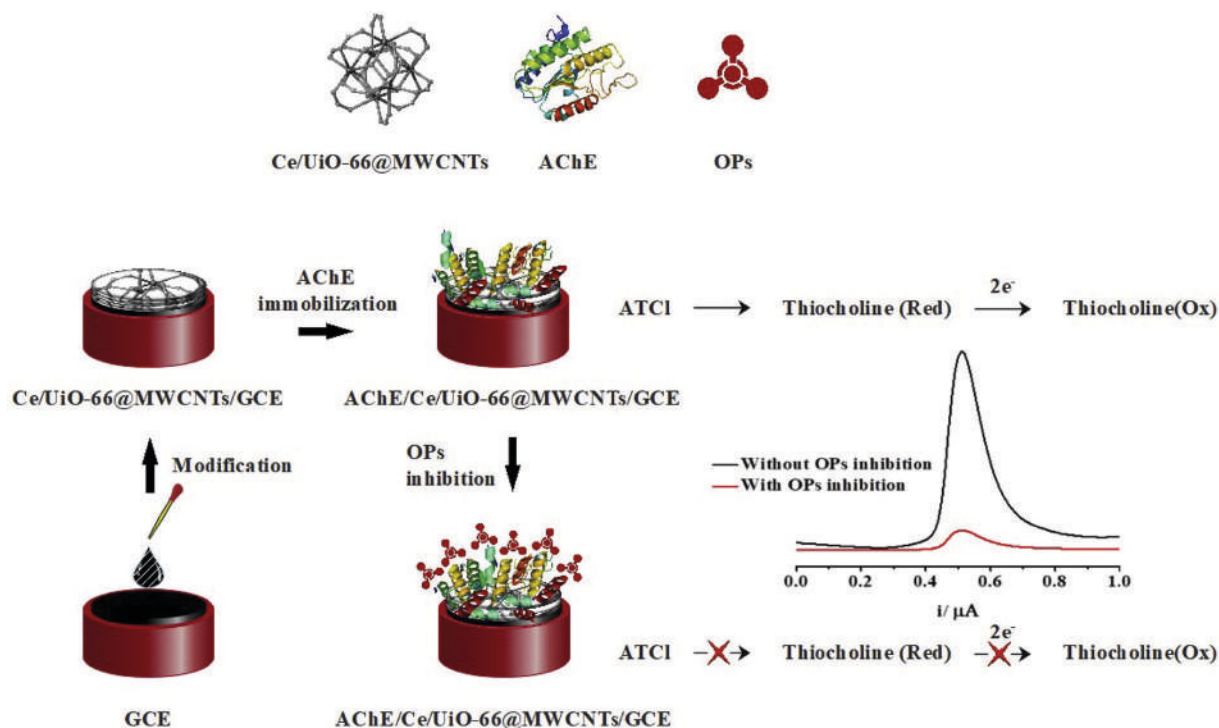 Ce/UiO-66@MWCNTs
AChE
OPs
AChE
immobilization
ATCl
Thiocholine (Red)
2e-
Thiocholine(Ox)
Ce/UiO-66@MWCNTs/GCE
AChE/Ce/UiO-66@MWCNTs/GCE
Modification
OPs
inhibition
Without OPs inhibition
With OPs inhibition
0.0 0.2 0.4 0.6 0.8 1.0
i/ μA
ATCl
Thiocholine (Red)
2e-
Thiocholine(Ox)
GCE
AChE/Ce/UiO-66@MWCNTs/GCE